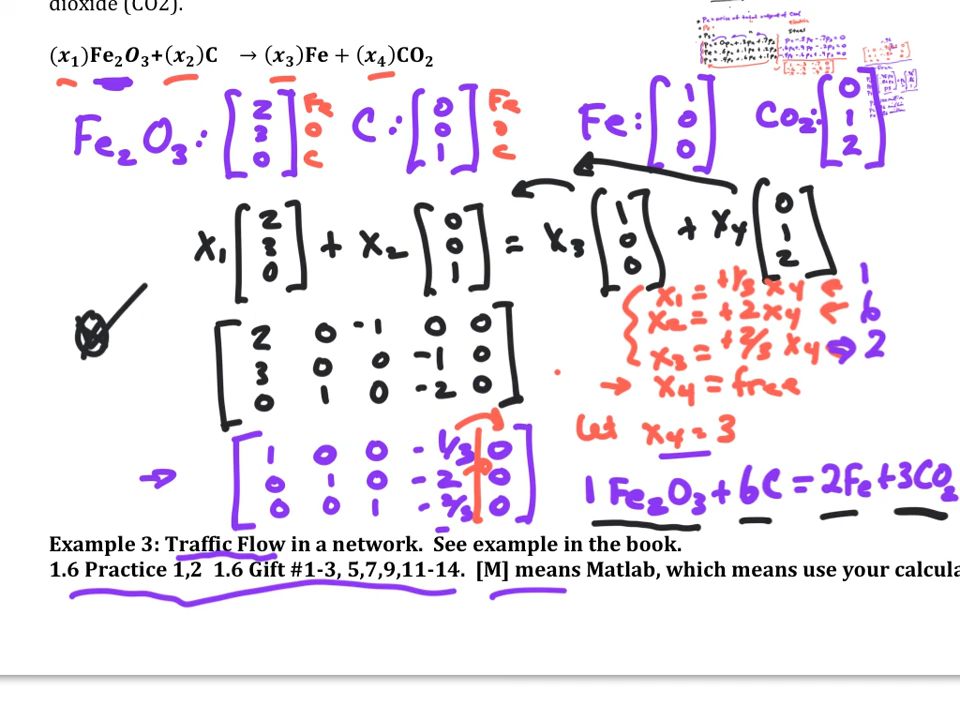 dioxide (CO2).
(x₁)Fe₂O₃+(x₂)C → (x₃)Fe + (x₄)CO₂
Fe₂O₃: [2 3 0] Fe O C C: [0 0 1] Fe O C Fe: [1 0 0] CO₂: [0 1 2]
x₁ [2 3 0] + x₂ [0 0 1] = x₃ [1 0 0] + x₄ [0 1 2]
x₁ = +1/3 x₄ ← 1
x₂ = +2x₄ ← 6
x₃ = +2/3 x₄ ⇒ 2
→ x₄ = free
2 0 -1 0 0
3 0 0 -1 0
0 1 0 -2 0
Let x₄ = 3
→ 1 0 0 -1/3 0
0 1 0 -2 0
0 0 1 -2/3 0
1 Fe₂O₃ + 6C = 2Fe + 3CO₂
Example 3: Traffic Flow in a network. See example in the book.
1.6 Practice 1,2 1.6 Gift #1-3, 5,7,9,11-14. [M] means Matlab, which means use your calcula